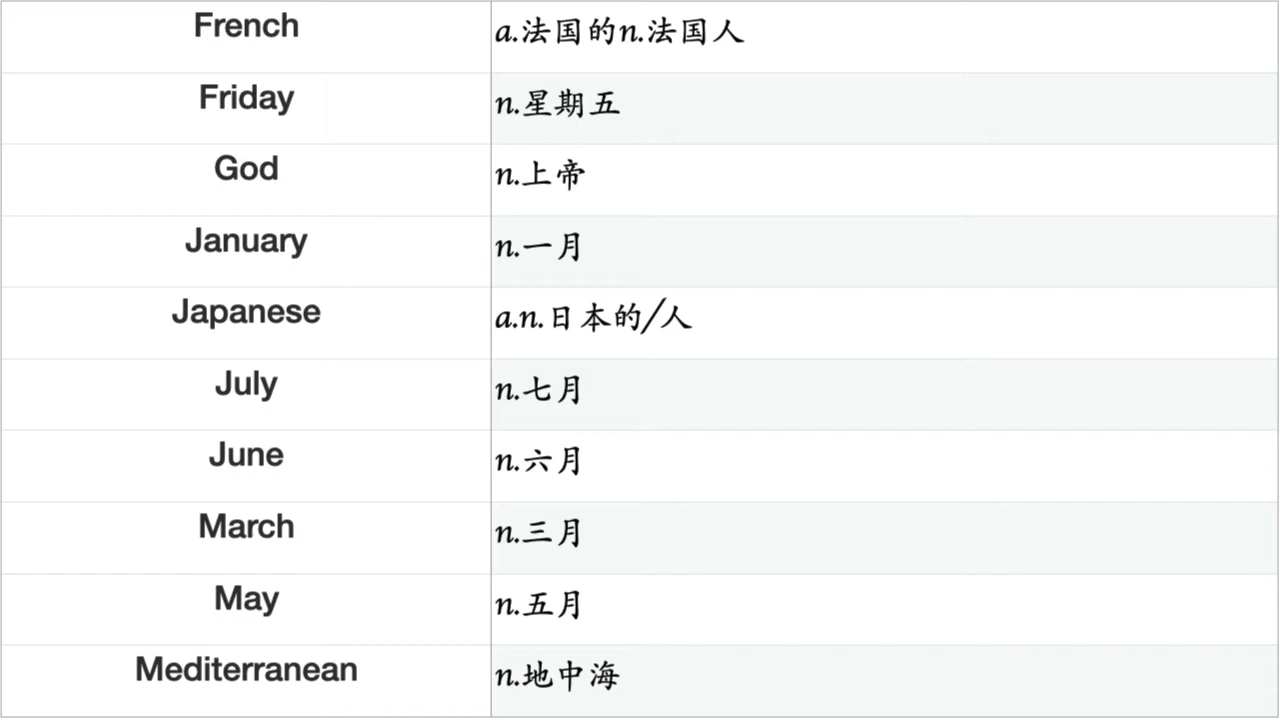 French a.法国的n.法国人
Friday n.星期五
God n.上帝
January n.一月
Japanese a.n.日本的/人
July n.七月
June n.六月
March n.三月
May n.五月
Mediterranean n.地中海